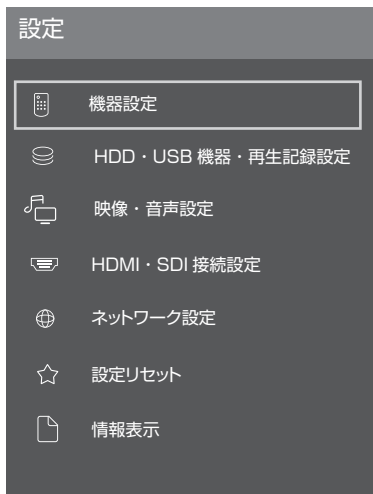 設定
機器設定
HDD・USB 機器・再生記録設定
映像・音声設定
HDMI・SDI 接続設定
ネットワーク設定
設定リセット
情報表示